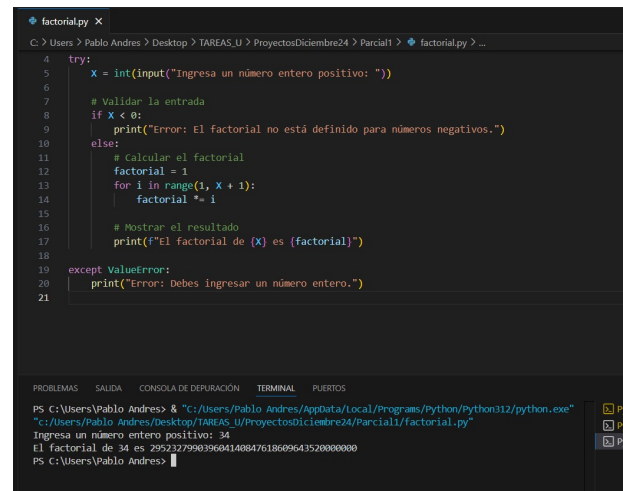 factorial.py
C: > Users > Pablo Andres > Desktop > TAREAS_U > ProyectosDiciembre24 > Parcial1 > factorial.py > ...
4 try:
5 X = int(input("Ingresa un número entero positivo: "))
6
7 # Validar la entrada
8 if X < 0:
9 print("Error: El factorial no está definido para números negativos.")
10 else:
11 # Calcular el factorial
12 factorial = 1
13 for i in range(1, X + 1):
14 factorial *= i
15
16 # Mostrar el resultado
17 print(f"El factorial de {X} es {factorial}")
18
19 except ValueError:
20 print("Error: Debes ingresar un número entero.")
21
PROBLEMAS SALIDA CONSOLA DE DEPURACIÓN TERMINAL PUERTOS
PS C:\Users\Pablo Andres> & "C:/Users/Pablo Andres/AppData/Local/Programs/Python/Python312/python.exe"
"c:/Users/Pablo Andres/Desktop/TAREAS_U/ProyectosDiciembre24/Parcial1/factorial.py"
Ingresa un número entero positivo: 34
El factorial de 34 es 295232799039604140847618609643520000000
PS C:\Users\Pablo Andres>
P
P
P